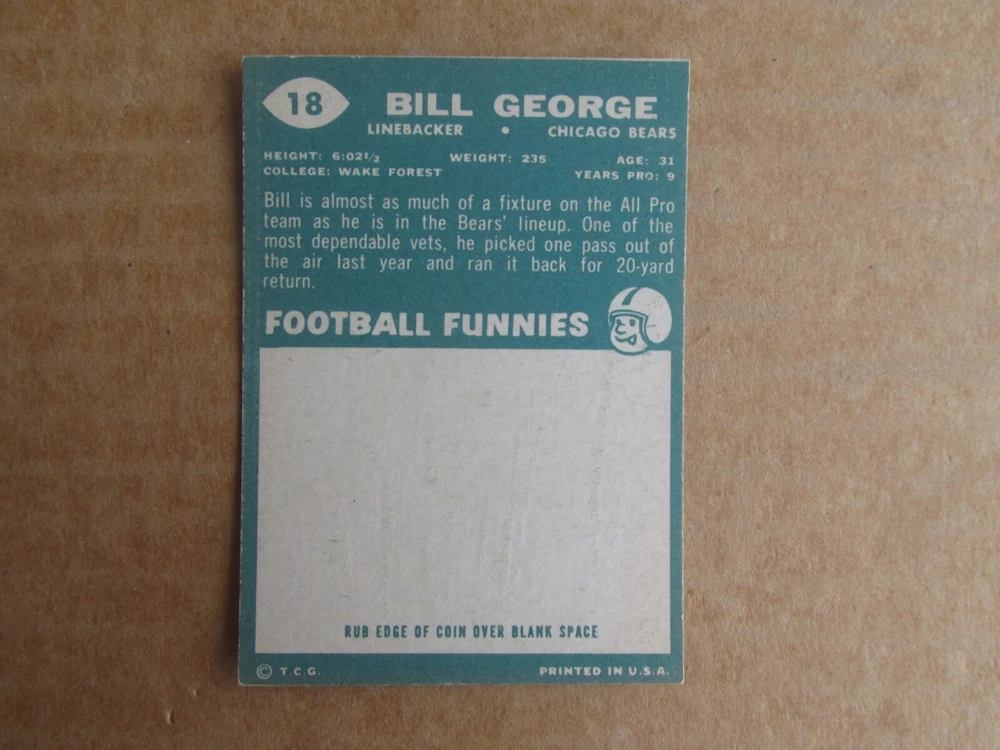 18 BILL GEORGE
LINEBACKER • CHICAGO BEARS
HEIGHT: 6:02½ WEIGHT: 235 AGE: 31
COLLEGE: WAKE FOREST YEARS PRO: 9
Bill is almost as much of a fixture on the All Pro
team as he is in the Bears' lineup. One of the
most dependable vets, he picked one pass out of
the air last year and ran it back for 20-yard
return.
FOOTBALL FUNNIES
RUB EDGE OF COIN OVER BLANK SPACE
© T.C.G. PRINTED IN U.S.A.